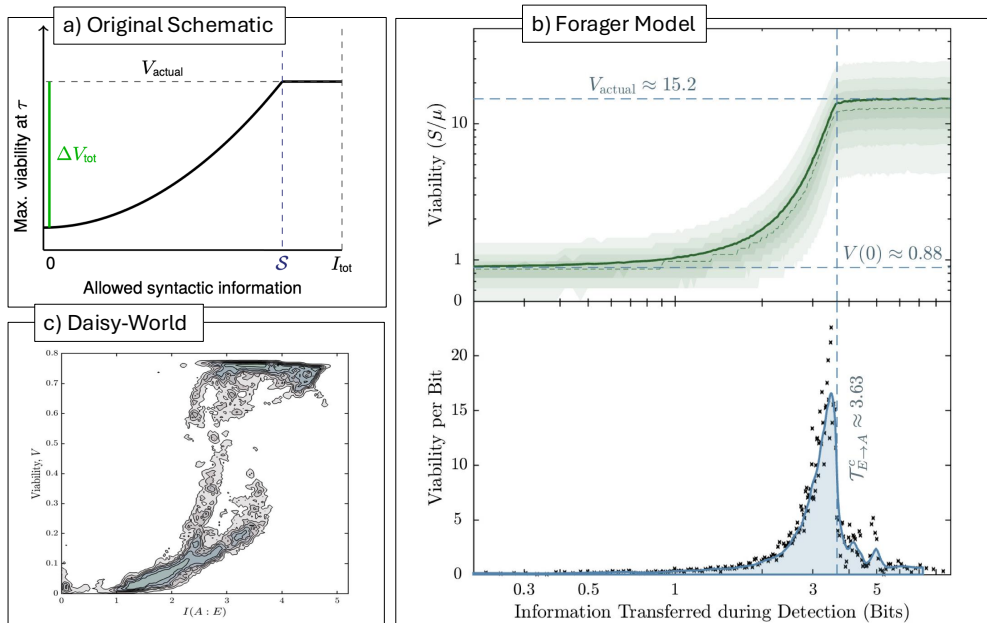 a) Original Schematic
Max. viability at τ
V_actual
ΔV_tot
0
𝒮
I_tot
Allowed syntactic information
b) Forager Model
Viability (S/μ)
10
1
0
V_actual ≈ 15.2
V(0) ≈ 0.88
Viability per Bit
20
15
10
5
0
𝒯^c_{E→A} ≈ 3.63
0.3
0.5
1
2
3
5
Information Transferred during Detection (Bits)
c) Daisy-World
Viability, V
0.8
0.7
0.6
0.5
0.4
0.3
0.2
0.1
0
0
1
2
3
4
5
I(A : E)